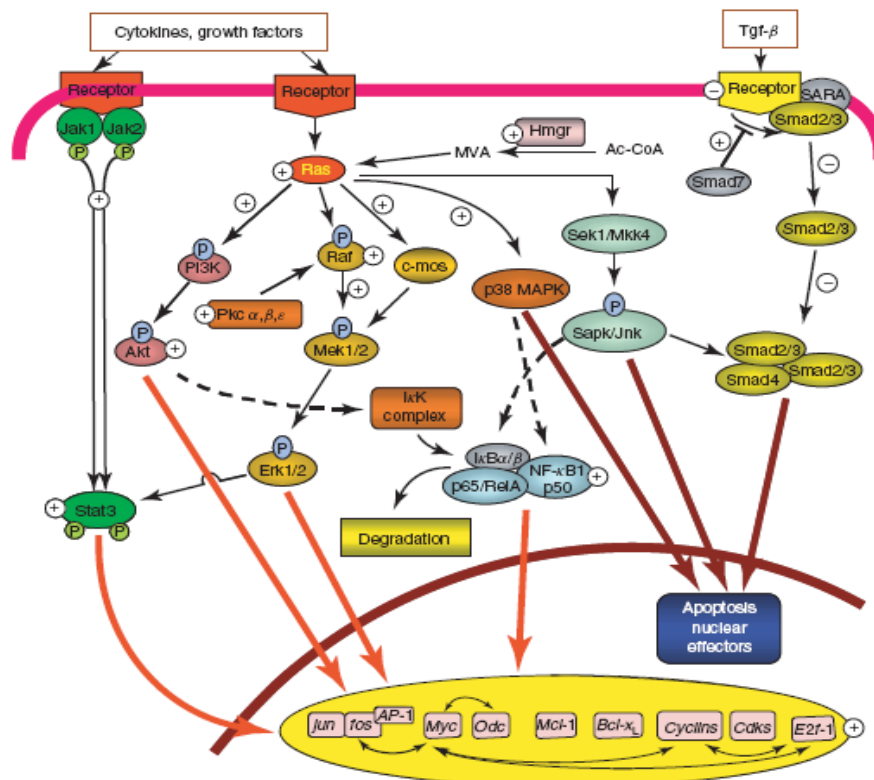 Cytokines, growth factors
Tgf-β
Receptor
Receptor
Receptor
SARA
Jak1
Jak2
Smad2/3
P
P
Hmgr
MVA
Ac-CoA
Ras
Smad7
Sek1/Mkk4
Smad2/3
p
PI3K
P
Raf
c-mos
p38 MAPK
Pkc α,β,ε
P
Akt
P
Mek1/2
P
Sapk/Jnk
Smad2/3
Smad4
Smad2/3
IκK
complex
P
Erk1/2
IκBα/β
p65/RelA
NF-κB1
p50
Stat3
P
P
Degradation
Apoptosis
nuclear
effectors
jun
fos
AP-1
Myc
Odc
Mcl-1
Bcl-xL
Cyclins
Cdks
E2f-1